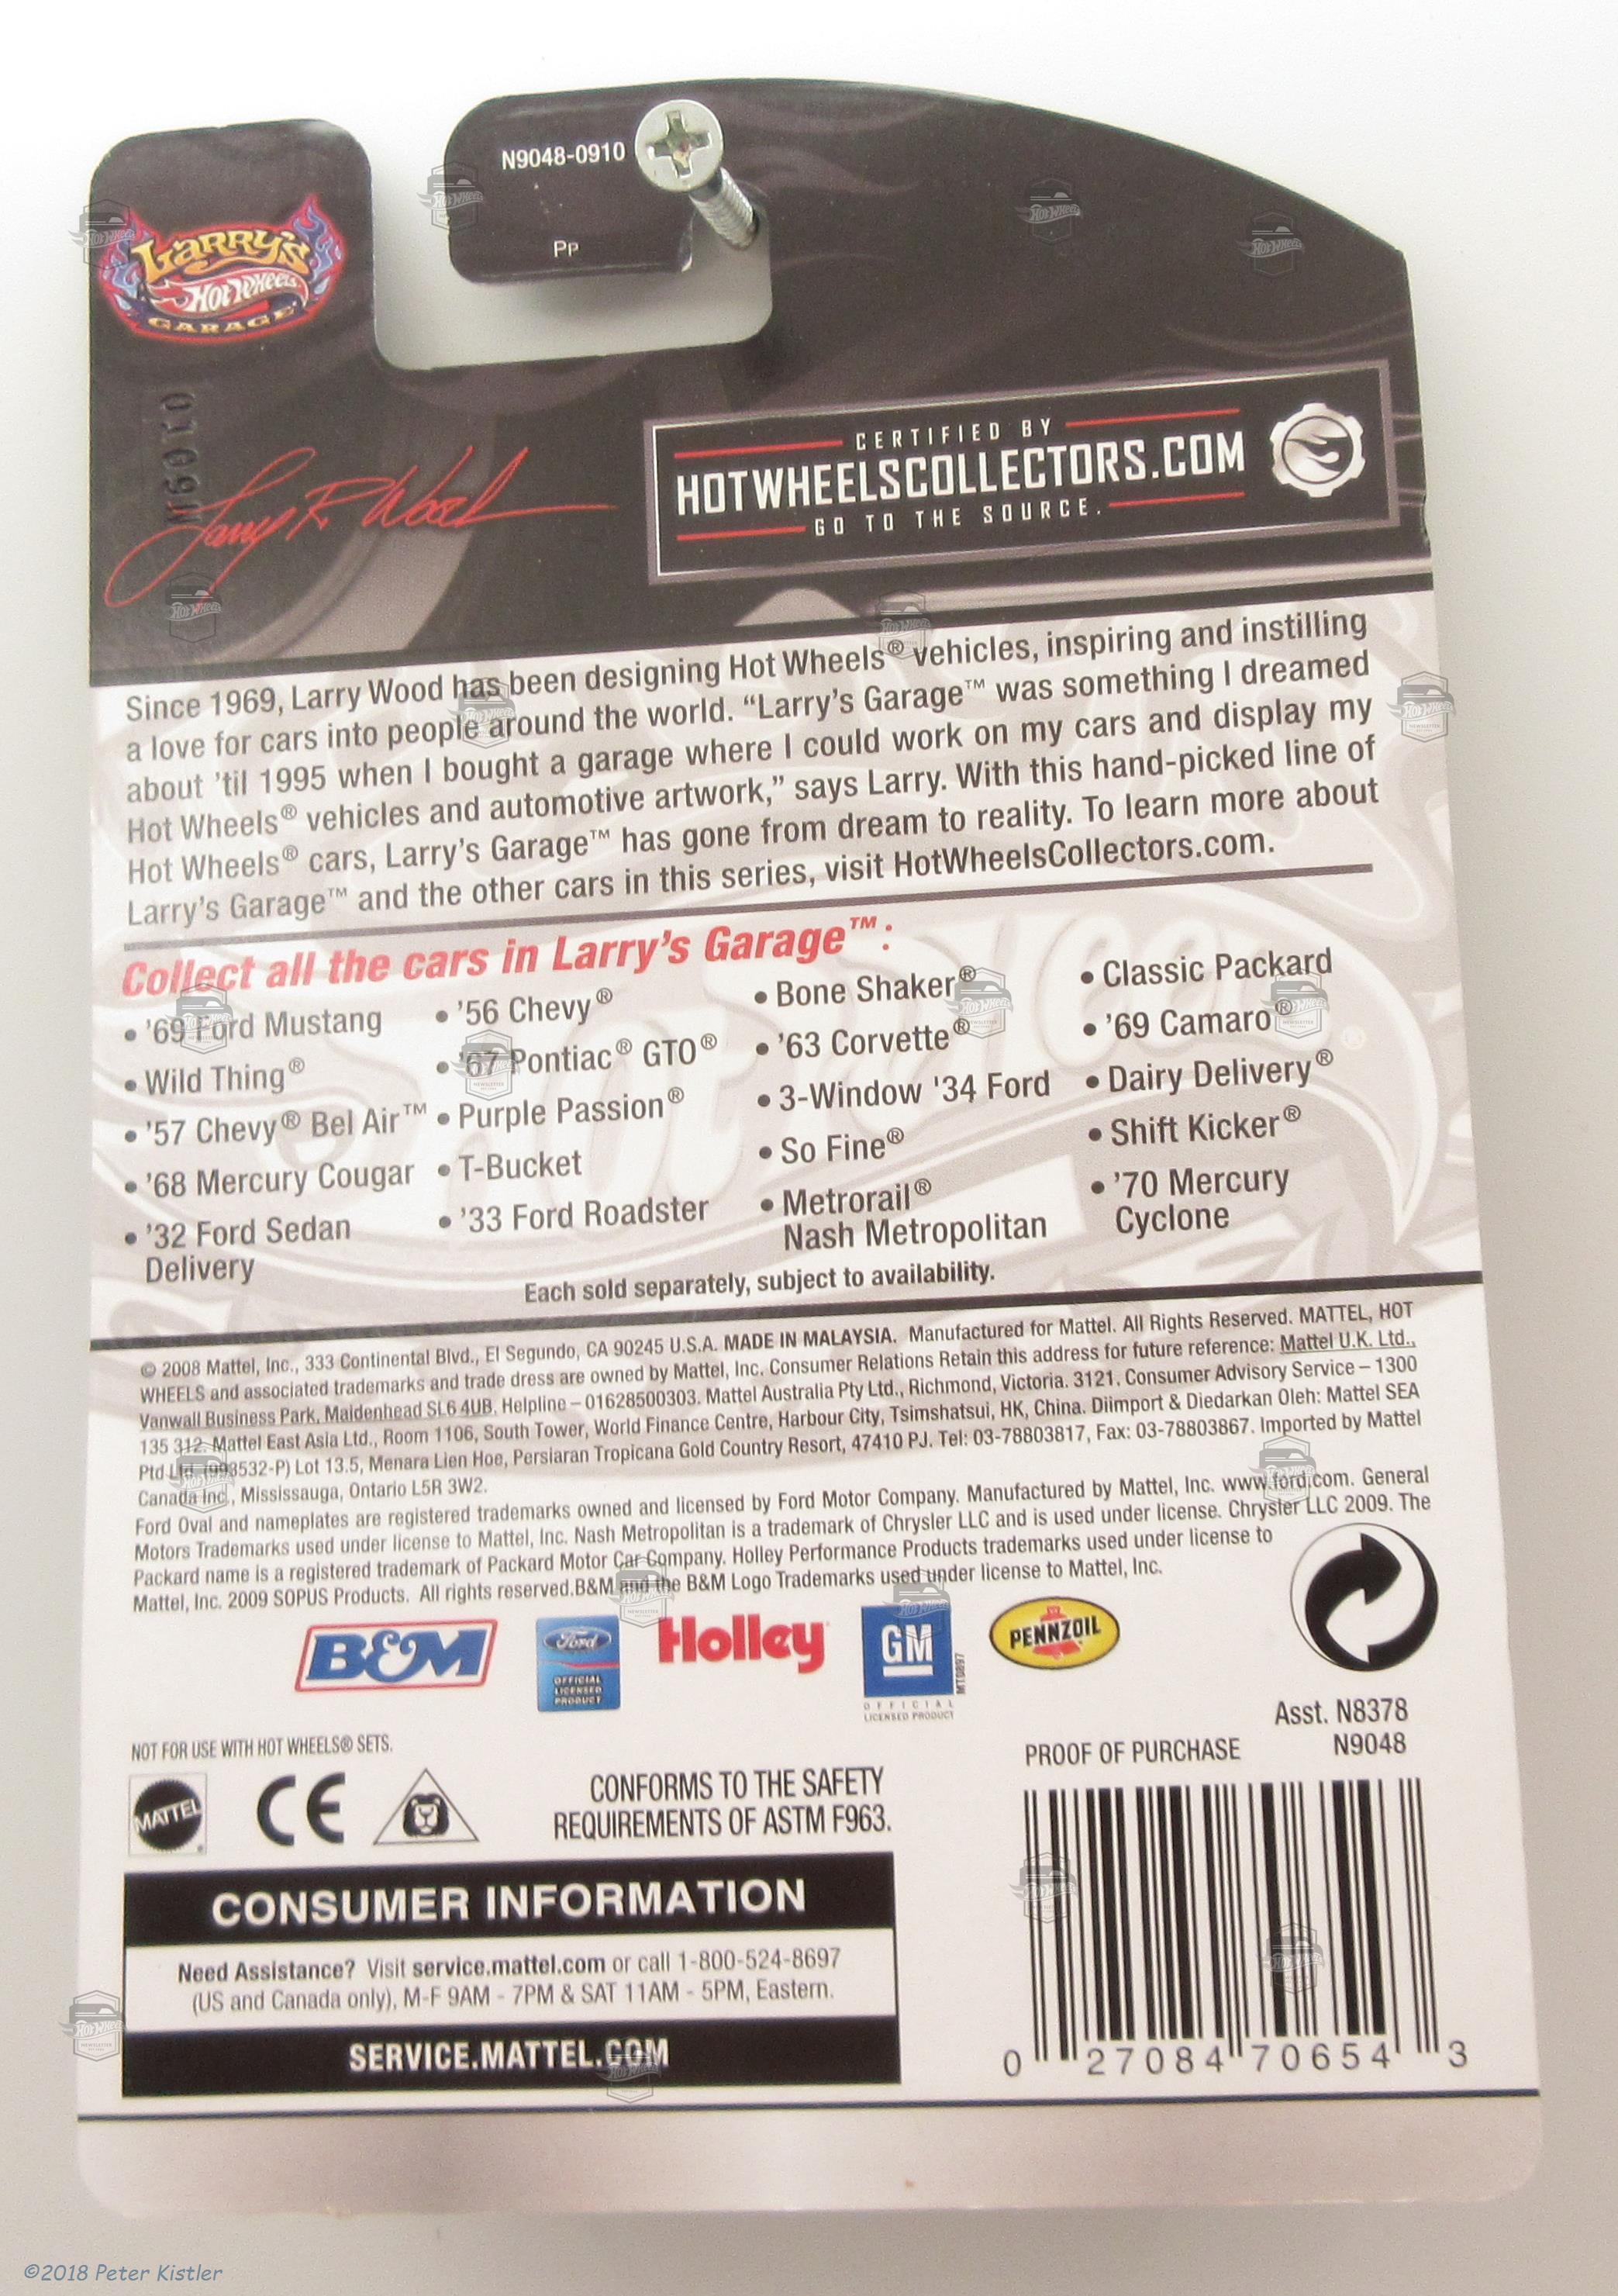 N9048-0910
Pp
LARRY'S
Hot Wheels
GARAGE
M6010
Larry R Wood
CERTIFIED BY
HOTWHEELSCOLLECTORS.COM
GO TO THE SOURCE.
Since 1969, Larry Wood has been designing Hot Wheels® vehicles, inspiring and instilling
a love for cars into people around the world. “Larry’s Garage™ was something I dreamed
about ’til 1995 when I bought a garage where I could work on my cars and display my
Hot Wheels® vehicles and automotive artwork,” says Larry. With this hand-picked line of
Hot Wheels® cars, Larry’s Garage™ has gone from dream to reality. To learn more about
Larry’s Garage™ and the other cars in this series, visit HotWheelsCollectors.com.
Collect all the cars in Larry’s Garage™:
• ’69 Ford Mustang
• Wild Thing®
• ’57 Chevy® Bel Air™
• ’68 Mercury Cougar
• ’32 Ford Sedan
Delivery
• ’56 Chevy®
• ’67 Pontiac® GTO®
• Purple Passion®
• T-Bucket
• ’33 Ford Roadster
• Bone Shaker®
• ’63 Corvette®
• 3-Window '34 Ford
• So Fine®
• Metrorail®
Nash Metropolitan
• Classic Packard
• ’69 Camaro®
• Dairy Delivery®
• Shift Kicker®
• ’70 Mercury
Cyclone
Each sold separately, subject to availability.
© 2008 Mattel, Inc., 333 Continental Blvd., El Segundo, CA 90245 U.S.A. MADE IN MALAYSIA. Manufactured for Mattel. All Rights Reserved. MATTEL, HOT
WHEELS and associated trademarks and trade dress are owned by Mattel, Inc. Consumer Relations Retain this address for future reference: Mattel U.K. Ltd.,
Vanwall Business Park, Maidenhead SL6 4UB, Helpline – 01628500303. Mattel Australia Pty Ltd., Richmond, Victoria. 3121. Consumer Advisory Service – 1300
135 312. Mattel East Asia Ltd., Room 1106, South Tower, World Finance Centre, Harbour City, Tsimshatsui, HK, China. Diimport & Diedarkan Oleh: Mattel SEA
Ptd Ltd. (993532-P) Lot 13.5, Menara Lien Hoe, Persiaran Tropicana Gold Country Resort, 47410 PJ. Tel: 03-78803817, Fax: 03-78803867. Imported by Mattel
Canada Inc., Mississauga, Ontario L5R 3W2.
Ford Oval and nameplates are registered trademarks owned and licensed by Ford Motor Company. Manufactured by Mattel, Inc. www.ford.com. General
Motors Trademarks used under license to Mattel, Inc. Nash Metropolitan is a trademark of Chrysler LLC and is used under license. Chrysler LLC 2009. The
Packard name is a registered trademark of Packard Motor Car Company. Holley Performance Products trademarks used under license to
Mattel, Inc. 2009 SOPUS Products. All rights reserved.B&M and the B&M Logo Trademarks used under license to Mattel, Inc.
B&M
Ford
OFFICIAL
LICENSED
PRODUCT
Holley
GM
OFFICIAL
LICENSED PRODUCT
MT0897
PENNZOIL
NOT FOR USE WITH HOT WHEELS® SETS.
MATTEL
CE
CONFORMS TO THE SAFETY
REQUIREMENTS OF ASTM F963.
Asst. N8378
PROOF OF PURCHASE N9048
CONSUMER INFORMATION
Need Assistance? Visit service.mattel.com or call 1-800-524-8697
(US and Canada only), M-F 9AM - 7PM & SAT 11AM - 5PM, Eastern.
SERVICE.MATTEL.COM
0 27084 70654 3
©2018 Peter Kistler